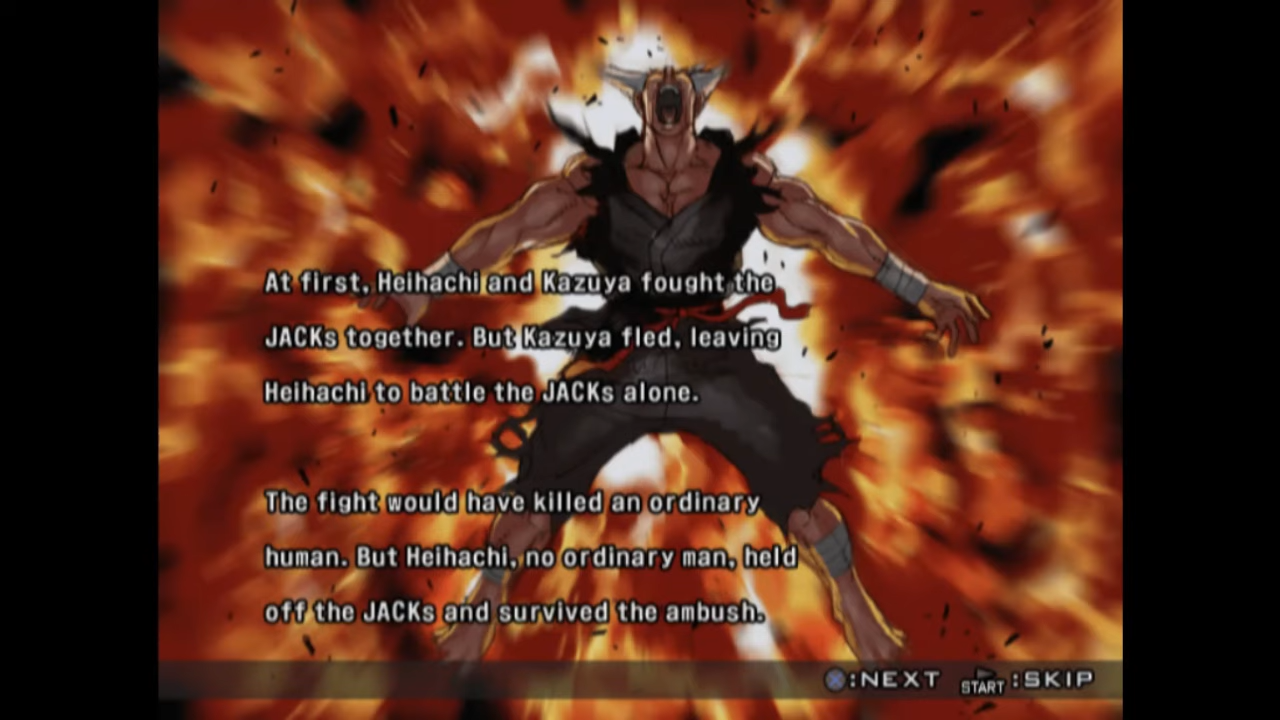 At first, Heihachi and Kazuya fought the
JACKs together. But Kazuya fled, leaving
Heihachi to battle the JACKs alone.
The fight would have killed an ordinary
human. But Heihachi, no ordinary man, held
off the JACKs and survived the ambush.
:NEXT START :SKIP